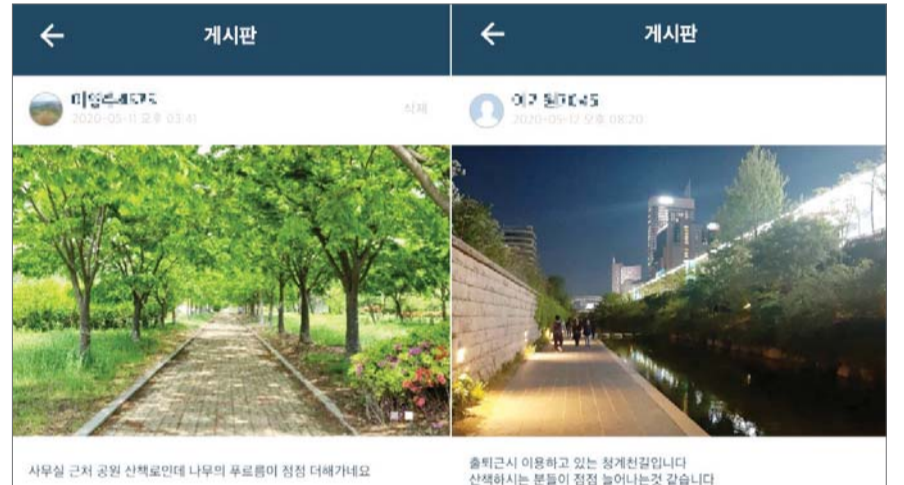 게시판
삭제
2020-05-11 오후 03:41
사무실 근처 공원 산책로인데 나무의 푸르름이 점점 더해가네요
게시판
2020-05-12 오후 08:20
출퇴근시 이용하고 있는 청계천길입니다
산책하시는 분들이 점점 늘어나는것 같습니다